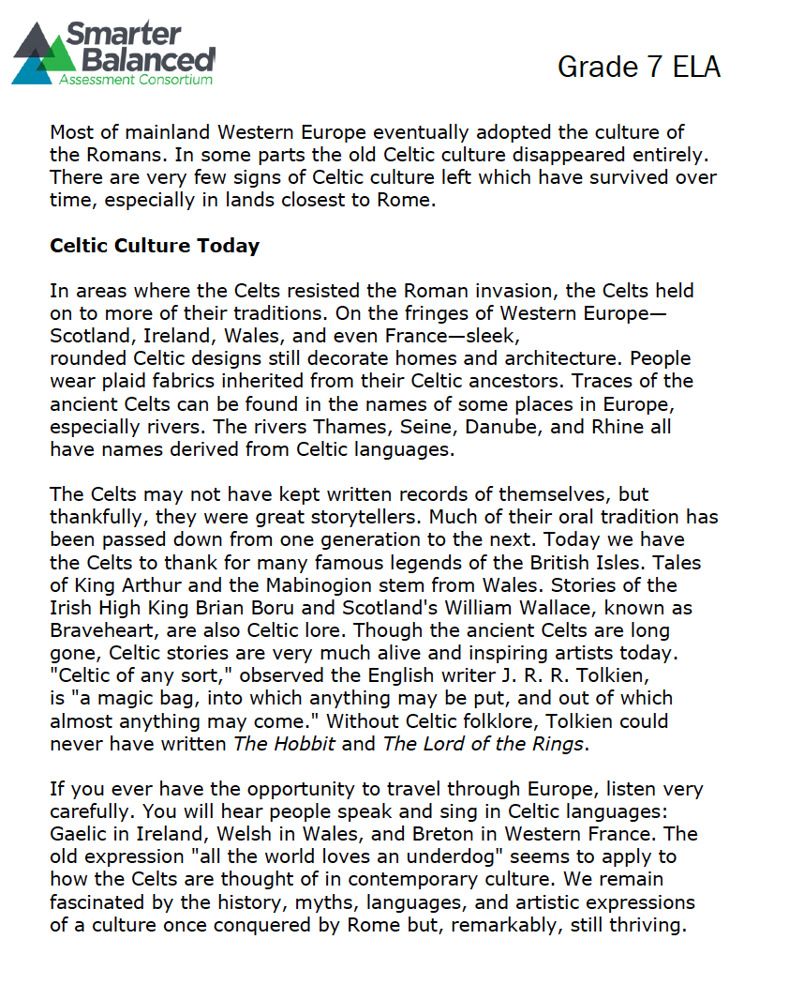 Smarter
Balanced
Assessment Consortium
Grade 7 ELA
Most of mainland Western Europe eventually adopted the culture of
the Romans. In some parts the old Celtic culture disappeared entirely.
There are very few signs of Celtic culture left which have survived over
time, especially in lands closest to Rome.
Celtic Culture Today
In areas where the Celts resisted the Roman invasion, the Celts held
on to more of their traditions. On the fringes of Western Europe—
Scotland, Ireland, Wales, and even France—sleek,
rounded Celtic designs still decorate homes and architecture. People
wear plaid fabrics inherited from their Celtic ancestors. Traces of the
ancient Celts can be found in the names of some places in Europe,
especially rivers. The rivers Thames, Seine, Danube, and Rhine all
have names derived from Celtic languages.
The Celts may not have kept written records of themselves, but
thankfully, they were great storytellers. Much of their oral tradition has
been passed down from one generation to the next. Today we have
the Celts to thank for many famous legends of the British Isles. Tales
of King Arthur and the Mabinogion stem from Wales. Stories of the
Irish High King Brian Boru and Scotland's William Wallace, known as
Braveheart, are also Celtic lore. Though the ancient Celts are long
gone, Celtic stories are very much alive and inspiring artists today.
"Celtic of any sort," observed the English writer J. R. R. Tolkien,
is "a magic bag, into which anything may be put, and out of which
almost anything may come." Without Celtic folklore, Tolkien could
never have written The Hobbit and The Lord of the Rings.
If you ever have the opportunity to travel through Europe, listen very
carefully. You will hear people speak and sing in Celtic languages:
Gaelic in Ireland, Welsh in Wales, and Breton in Western France. The
old expression "all the world loves an underdog" seems to apply to
how the Celts are thought of in contemporary culture. We remain
fascinated by the history, myths, languages, and artistic expressions
of a culture once conquered by Rome but, remarkably, still thriving.